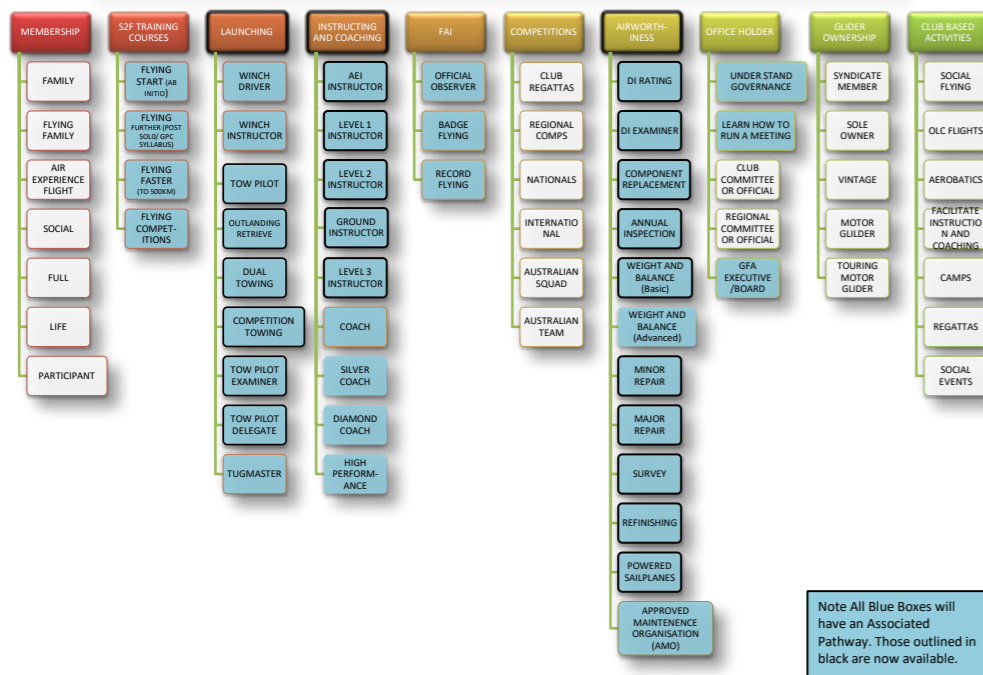 MEMBERSHIP
FAMILY
FLYING
FAMILY
AIR
EXPERIENCE
FLIGHT
SOCIAL
FULL
LIFE
PARTICIPANT
S2F TRAINING
COURSES
FLYING
START (AB
INITIO)
FLYING
FURTHER (POST
SOLO/ GPC
SYLLABUS)
FLYING
FASTER
(TO 500KM)
FLYING
COMPET-
ITIONS
LAUNCHING
WINCH
DRIVER
WINCH
INSTRUCTOR
TOW PILOT
OUTLANDING
RETRIEVE
DUAL
TOWING
COMPETITION
TOWING
TOW PILOT
EXAMINER
TOW PILOT
DELEGATE
TUGMASTER
INSTRUCTING
AND COACHING
AEI
INSTRUCTOR
LEVEL 1
INSTRUCTOR
LEVEL 2
INSTRUCTOR
GROUND
INSTRUCTOR
LEVEL 3
INSTRUCTOR
COACH
SILVER
COACH
DIAMOND
COACH
HIGH
PERFORM-
ANCE
FAI
OFFICIAL
OBSERVER
BADGE
FLYING
RECORD
FLYING
COMPETITIONS
CLUB
REGATTAS
REGIONAL
COMPS
NATIONALS
INTERNATIO
NAL
AUSTRALIAN
SQUAD
AUSTRALIAN
TEAM
AIRWORTH-
INESS
DI RATING
DI EXAMINER
COMPONENT
REPLACEMENT
ANNUAL
INSPECTION
WEIGHT AND
BALANCE
(Basic)
WEIGHT AND
BALANCE
(Advanced)
MINOR
REPAIR
MAJOR
REPAIR
SURVEY
REFINISHING
POWERED
SAILPLANES
APPROVED
MAINTENENCE
ORGANISATION
(AMO)
OFFICE HOLDER
UNDER STAND
GOVERNANCE
LEARN HOW TO
RUN A MEETING
CLUB
COMMITTEE
OR OFFICIAL
REGIONAL
COMMITTEE
OR OFFICIAL
GFA
EXECUTIVE
/BOARD
GLIDER
OWNERSHIP
SYNDICATE
MEMBER
SOLE
OWNER
VINTAGE
MOTOR
GLILDER
TOURING
MOTOR
GLIDER
CLUB BASED
ACTIVITIES
SOCIAL
FLYING
OLC FLIGHTS
AEROBATICS
FACILITATE
INSTRUCTIO
N AND
COACHING
CAMPS
REGATTAS
SOCIAL
EVENTS
Note All Blue Boxes will
have an Associated
Pathway. Those outlined in
black are now available.